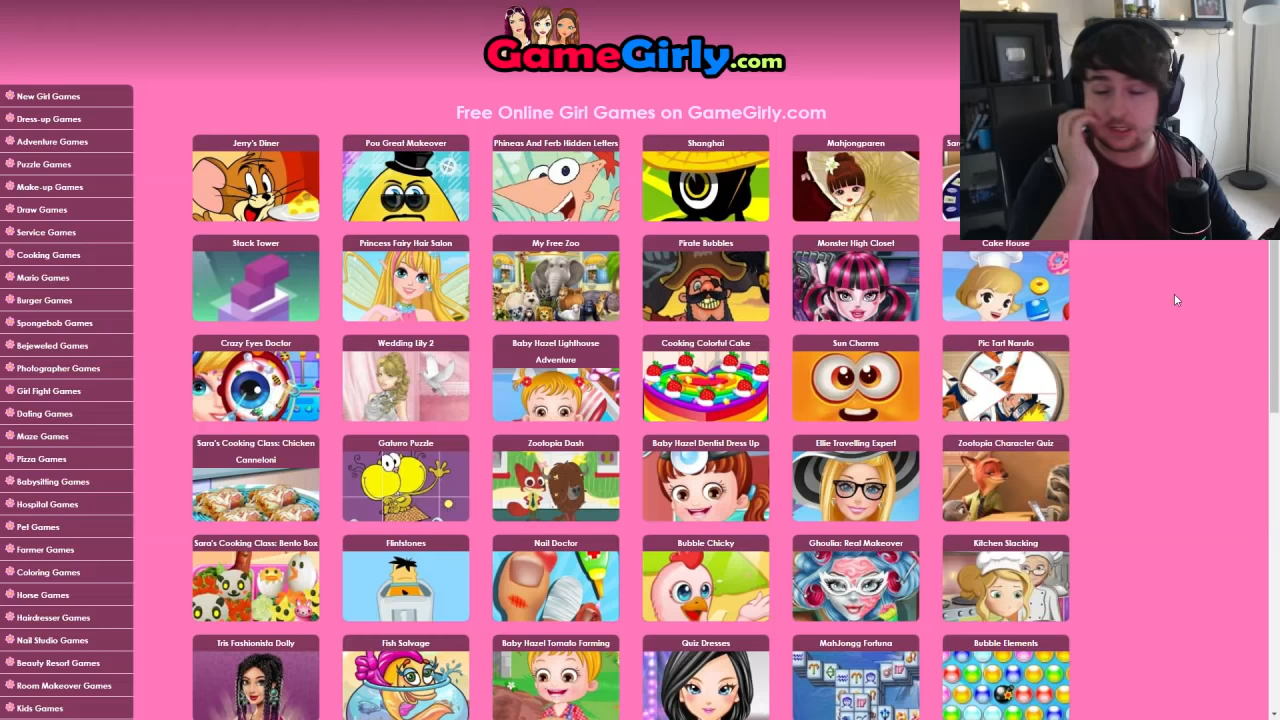 GameGirly.com
Free Online Girl Games on GameGirly.com
New Girl Games
Dress-up Games
Adventure Games
Puzzle Games
Make-up Games
Draw Games
Service Games
Cooking Games
Mario Games
Burger Games
Spongebob Games
Bejeweled Games
Photographer Games
Girl Fight Games
Dating Games
Maze Games
Pizza Games
Babysitting Games
Hospital Games
Pet Games
Farmer Games
Coloring Games
Horse Games
Hairdresser Games
Nail Studio Games
Beauty Resort Games
Room Makeover Games
Kids Games
Jerry's Diner
Pou Great Makeover
Phineas And Ferb Hidden Letters
Shanghai
Mahjongparen
Stack Tower
Princess Fairy Hair Salon
My Free Zoo
Pirate Bubbles
Monster High Closet
Cake House
Crazy Eyes Doctor
Wedding Lily 2
Baby Hazel Lighthouse
Adventure
Cooking Colorful Cake
Sun Charms
Pic Tart Naruto
Sara's Cooking Class: Chicken
Canneloni
Gaturro Puzzle
Zootopia Dash
Baby Hazel Dentist Dress Up
Ellie Travelling Expert
Zootopia Character Quiz
Sara's Cooking Class: Bento Box
Flintstones
Nail Doctor
Bubble Chicky
Ghoulia: Real Makeover
Kitchen Slacking
Tris Fashionista Dolly
Fish Salvage
Baby Hazel Tomato Farming
Quiz Dresses
MahJongg Fortuna
Bubble Elements